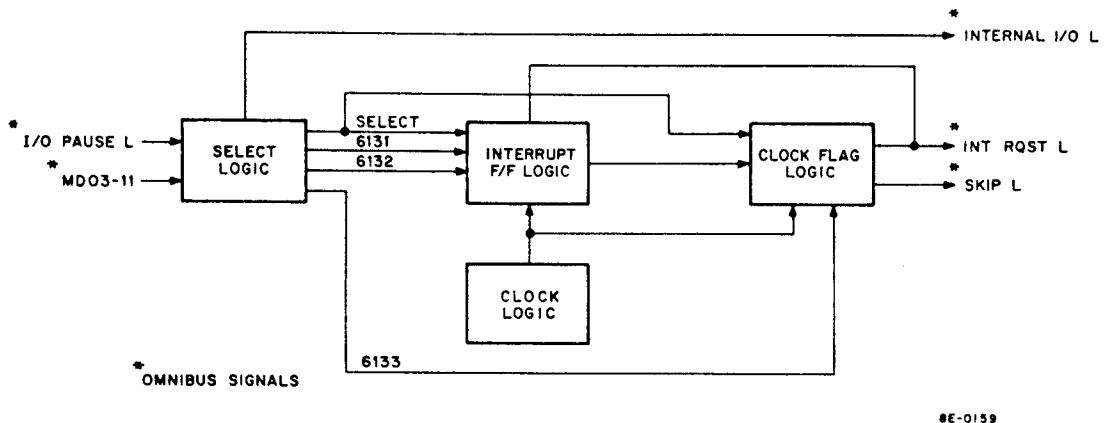 *
INTERNAL I/O L
*
I/O PAUSE L
*
MD03-11
SELECT
LOGIC
SELECT
6131
6132
INTERRUPT
F/F LOGIC
CLOCK FLAG
LOGIC
*
INT RQST L
*
SKIP L
CLOCK
LOGIC
6133
*OMNIBUS SIGNALS
8E-0159